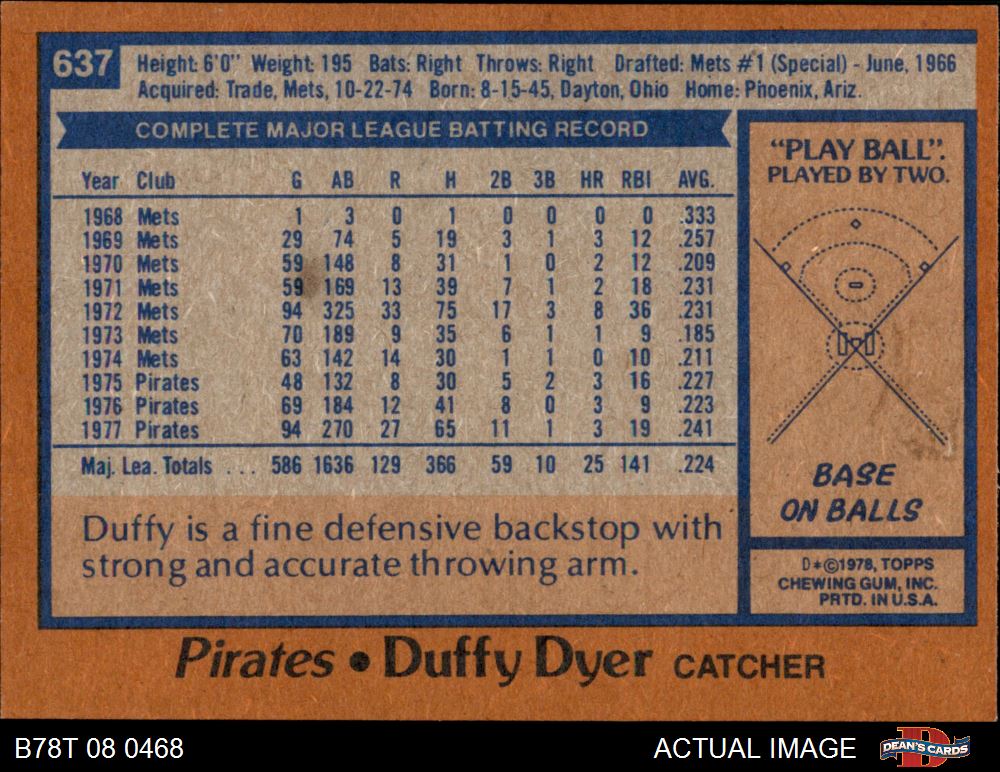 637
Height: 6'0" Weight: 195 Bats: Right Throws: Right Drafted: Mets #1 (Special) - June, 1966
Acquired: Trade, Mets, 10-22-74 Born: 8-15-45, Dayton, Ohio Home: Phoenix, Ariz.
COMPLETE MAJOR LEAGUE BATTING RECORD
Year Club G AB R H 2B 3B HR RBI AVG.
1968 Mets 1 3 0 1 0 0 0 0 .333
1969 Mets 29 74 5 19 3 1 3 12 .257
1970 Mets 59 148 8 31 1 0 2 12 .209
1971 Mets 59 169 13 39 7 1 2 18 .231
1972 Mets 94 325 33 75 17 3 8 36 .231
1973 Mets 70 189 9 35 6 1 1 9 .185
1974 Mets 63 142 14 30 1 1 0 10 .211
1975 Pirates 48 132 8 30 5 2 3 16 .227
1976 Pirates 69 184 12 41 8 0 3 9 .223
1977 Pirates 94 270 27 65 11 1 3 19 .241
Maj. Lea. Totals ... 586 1636 129 366 59 10 25 141 .224
Duffy is a fine defensive backstop with
strong and accurate throwing arm.
"PLAY BALL".
PLAYED BY TWO.
BASE
ON BALLS
D*©1978, TOPPS
CHEWING GUM, INC.
PRTD. IN U.S.A.
Pirates • Duffy Dyer CATCHER
B78T 08 0468
ACTUAL IMAGE
D
DEAN'S CARDS